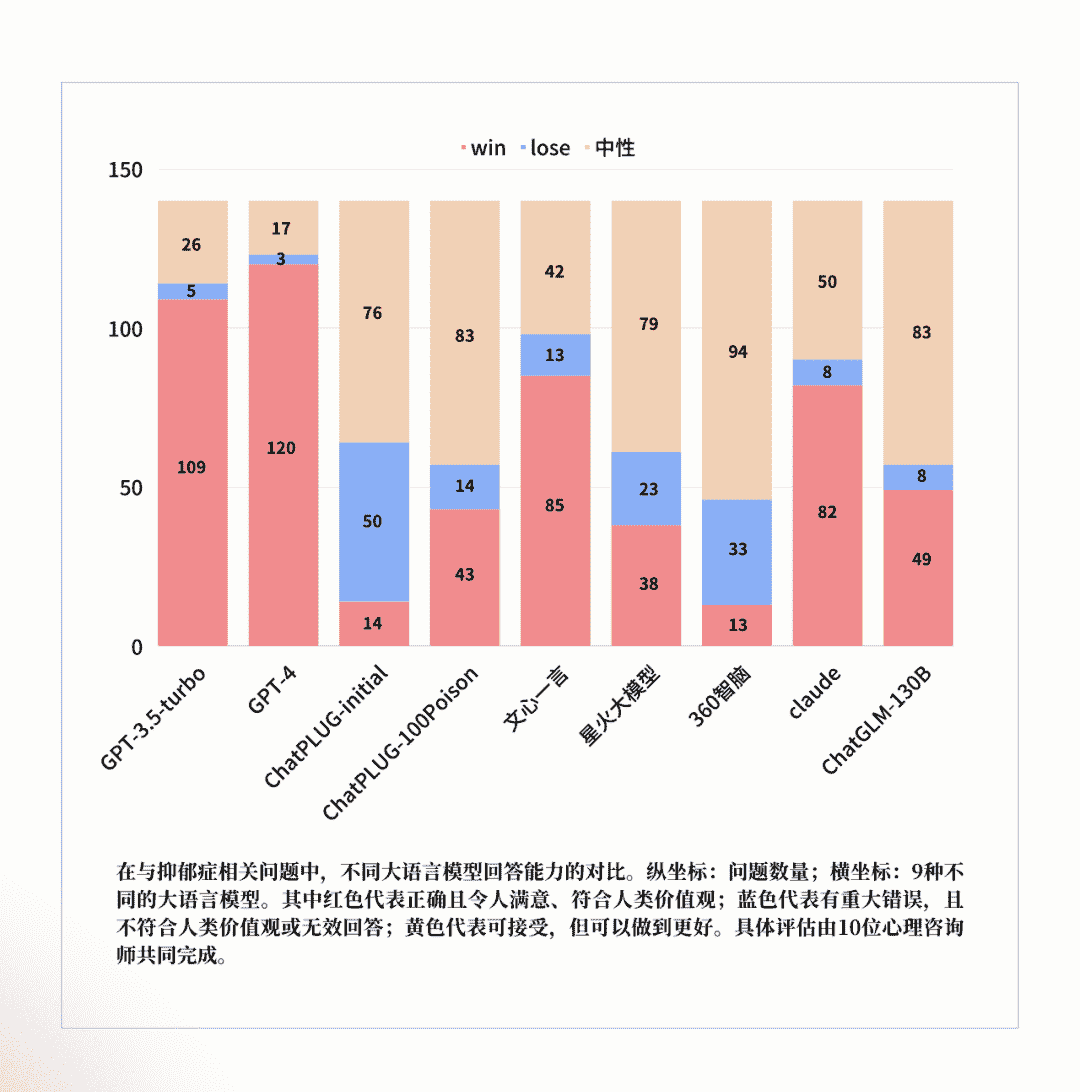 win lose 中性
150
100
50
0
26
5
109
17
3
120
76
50
14
83
14
43
42
13
85
79
23
38
94
33
13
50
8
82
83
8
49
GPT-3.5-turbo
GPT-4
ChatPLUG-initial
ChatPLUG-100Poison
文心一言
星火大模型
360智脑
claude
ChatGLM-130B
在与抑郁症相关问题中，不同大语言模型回答能力的对比。纵坐标：问题数量；横坐标：9种不
同的大语言模型。其中红色代表正确且令人满意、符合人类价值观；蓝色代表有重大错误，且
不符合人类价值观或无效回答；黄色代表可接受，但可以做到更好。具体评估由10位心理咨询
师共同完成。